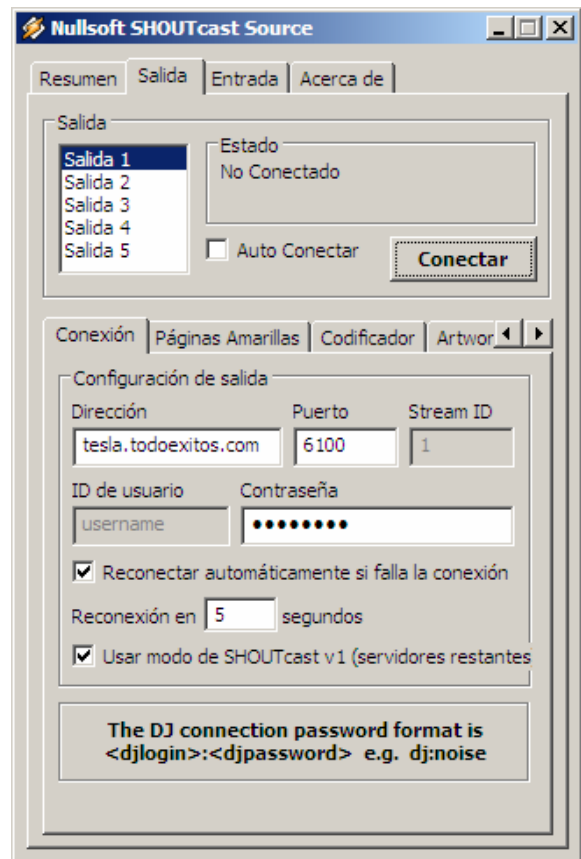 Nullsoft SHOUTcast Source
Resumen Salida Entrada Acerca de
Salida
Salida 1
Salida 2
Salida 3
Salida 4
Salida 5
Estado
No Conectado
Auto Conectar
Conectar
Conexión Páginas Amarillas Codificador Artwor
Configuración de salida
Dirección Puerto Stream ID
tesla.todoexitos.com 6100 1
ID de usuario Contraseña
username ●●●●●●●●
Reconectar automáticamente si falla la conexión
Reconexión en 5 segundos
Usar modo de SHOUTcast v1 (servidores restantes
The DJ connection password format is
<djlogin>:<djpassword> e.g. dj:noise